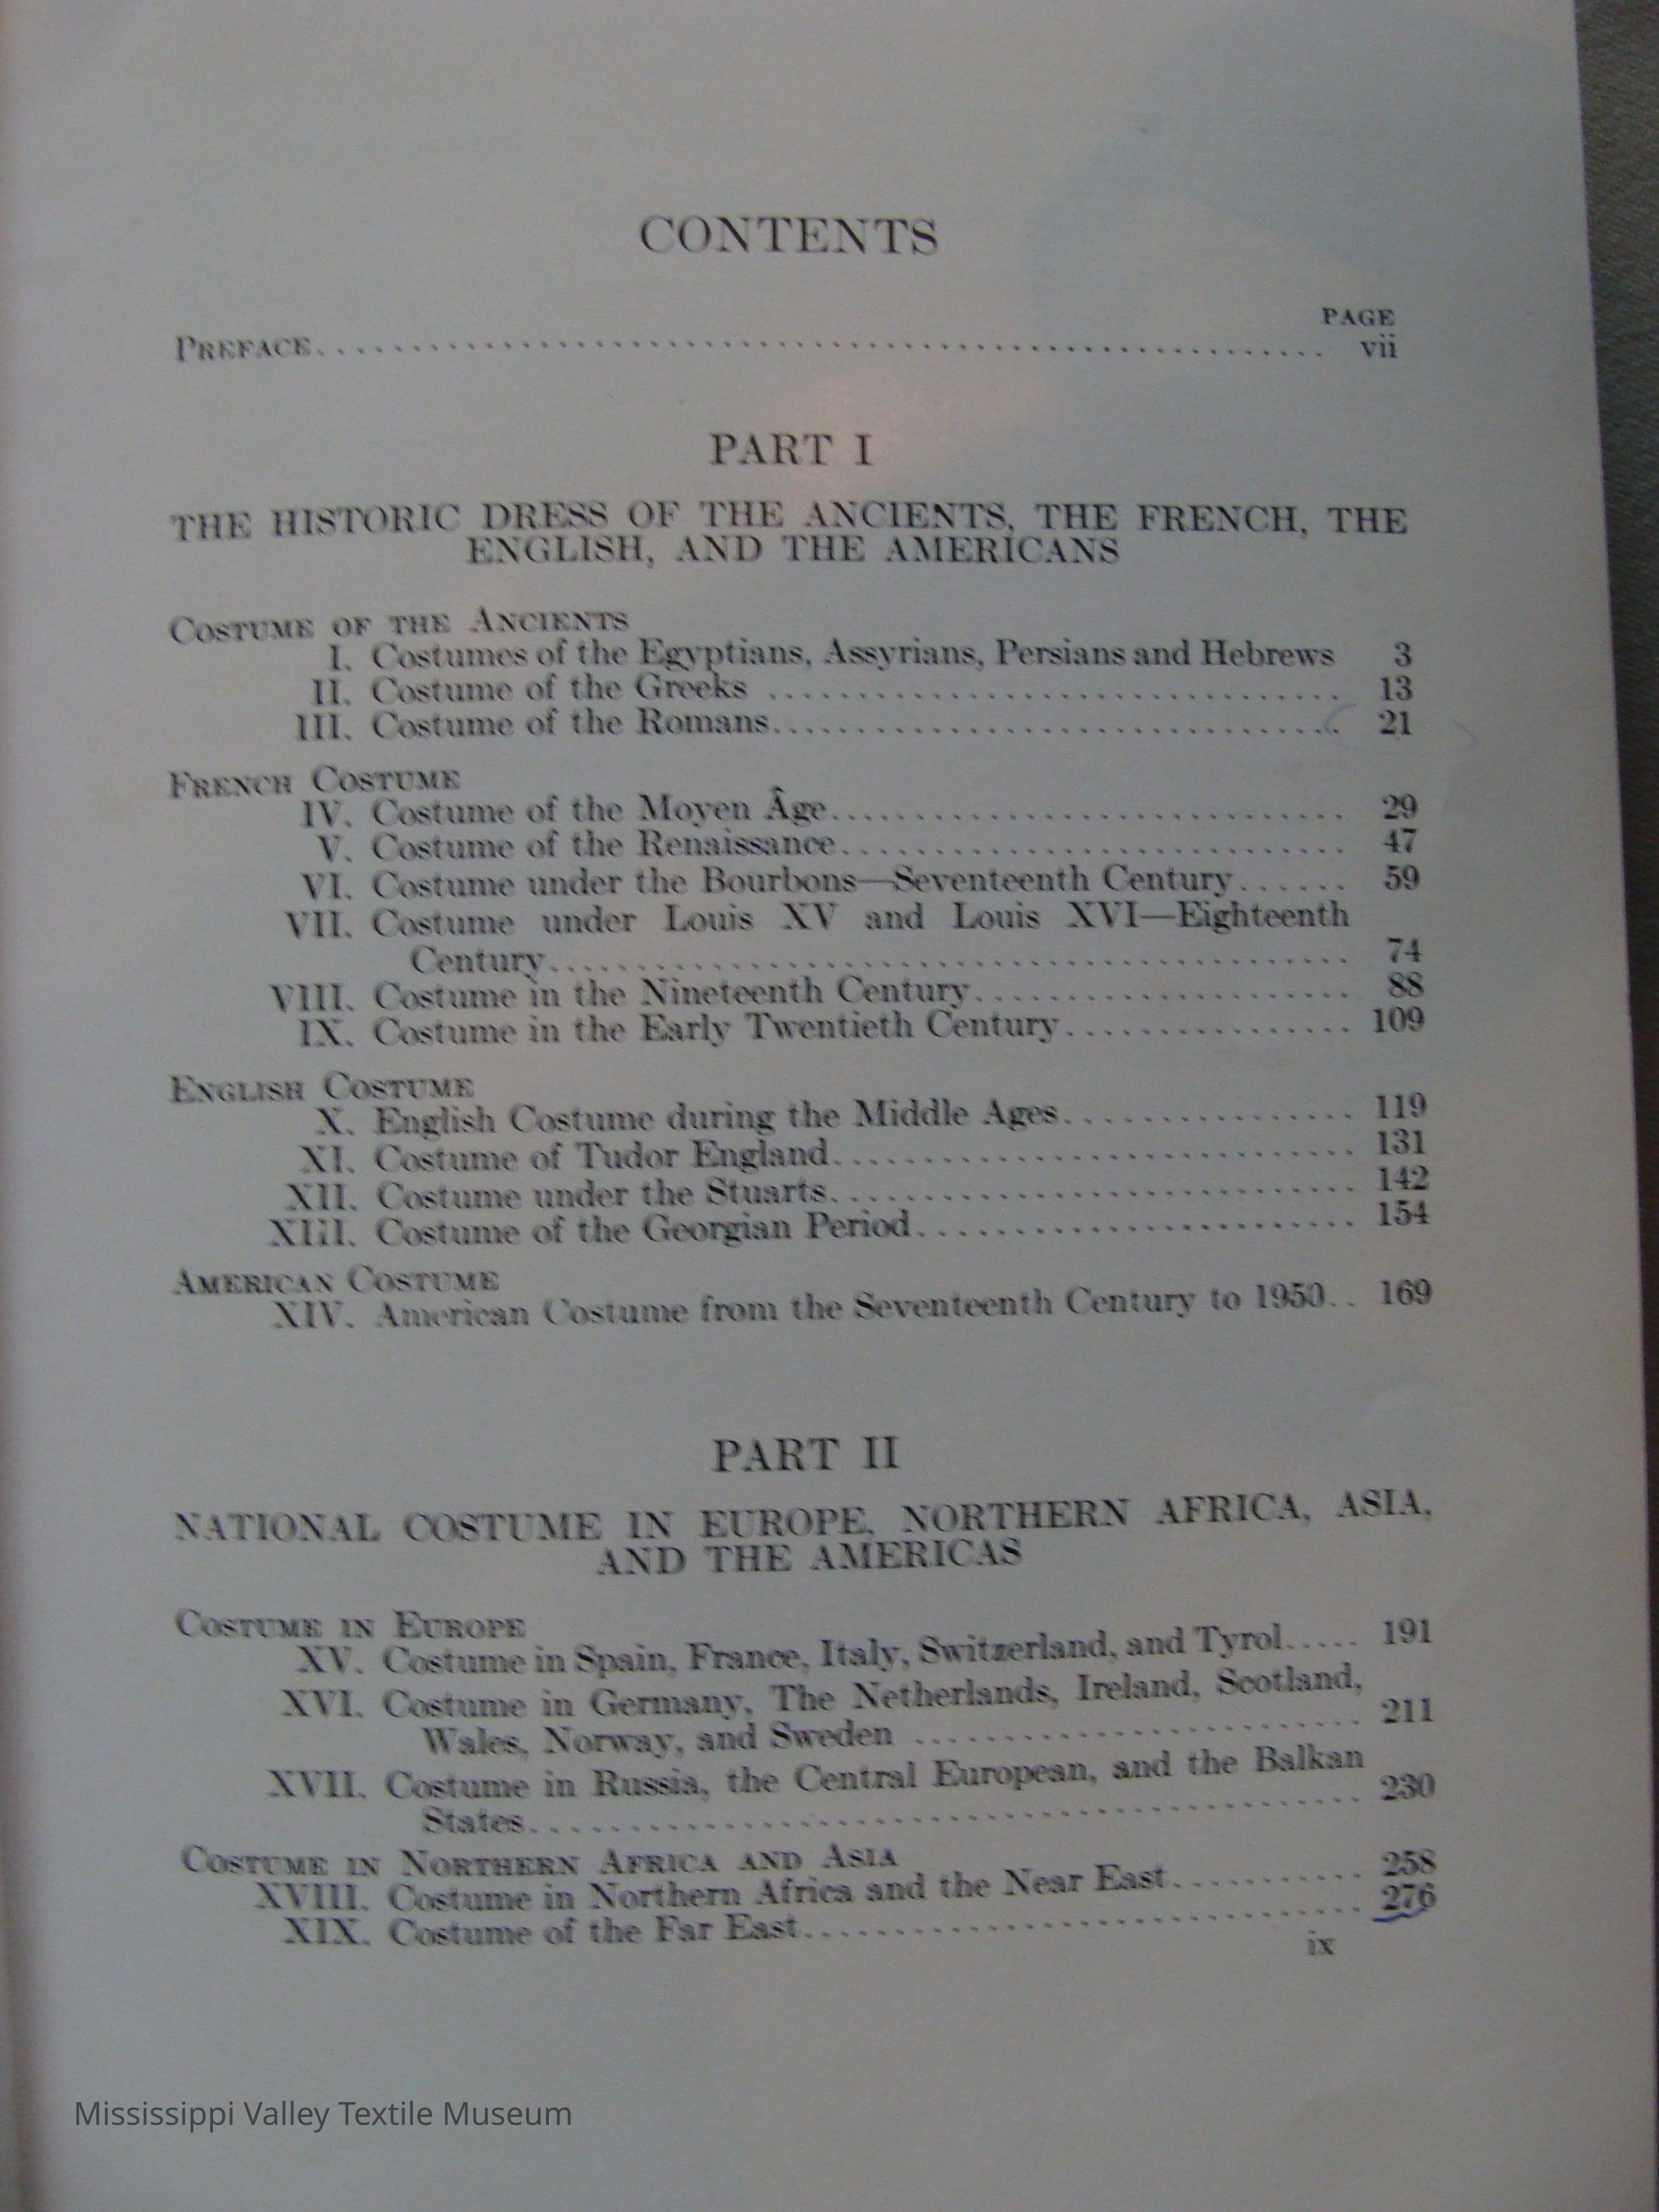 CONTENTS
PAGE
PREFACE........................................................ vii
PART I
THE HISTORIC DRESS OF THE ANCIENTS, THE FRENCH, THE
ENGLISH, AND THE AMERICANS
COSTUME OF THE ANCIENTS
I. Costumes of the Egyptians, Assyrians, Persians and Hebrews 3
II. Costume of the Greeks ................................ 13
III. Costume of the Romans................................ 21
FRENCH COSTUME
IV. Costume of the Moyen Âge............................. 29
V. Costume of the Renaissance............................ 47
VI. Costume under the Bourbons—Seventeenth Century...... 59
VII. Costume under Louis XV and Louis XVI—Eighteenth
Century............................................. 74
VIII. Costume in the Nineteenth Century..................... 88
IX. Costume in the Early Twentieth Century................ 109
ENGLISH COSTUME
X. English Costume during the Middle Ages................ 119
XI. Costume of Tudor England............................. 131
XII. Costume under the Stuarts............................. 142
XIII. Costume of the Georgian Period........................ 154
AMERICAN COSTUME
XIV. American Costume from the Seventeenth Century to 1950.. 169
PART II
NATIONAL COSTUME IN EUROPE, NORTHERN AFRICA, ASIA,
AND THE AMERICAS
COSTUME IN EUROPE
XV. Costume in Spain, France, Italy, Switzerland, and Tyrol..... 191
XVI. Costume in Germany, The Netherlands, Ireland, Scotland,
Wales, Norway, and Sweden ......................... 211
XVII. Costume in Russia, the Central European, and the Balkan
States.............................................. 230
COSTUME IN NORTHERN AFRICA AND ASIA
XVIII. Costume in Northern Africa and the Near East........... 258
XIX. Costume of the Far East............................... 276
ix
Mississippi Valley Textile Museum